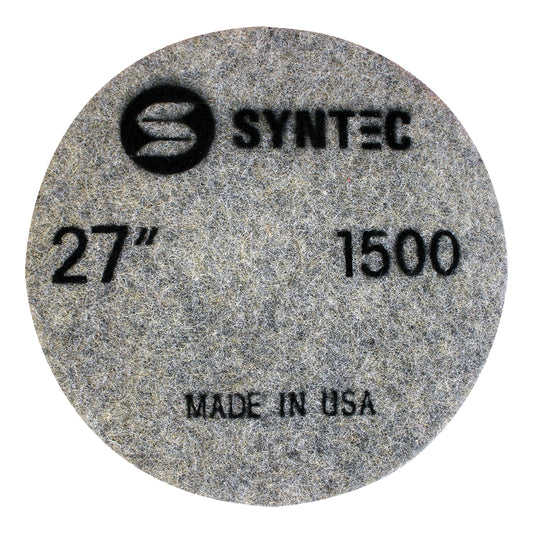 SYNTEC
27" 1500
MADE IN USA